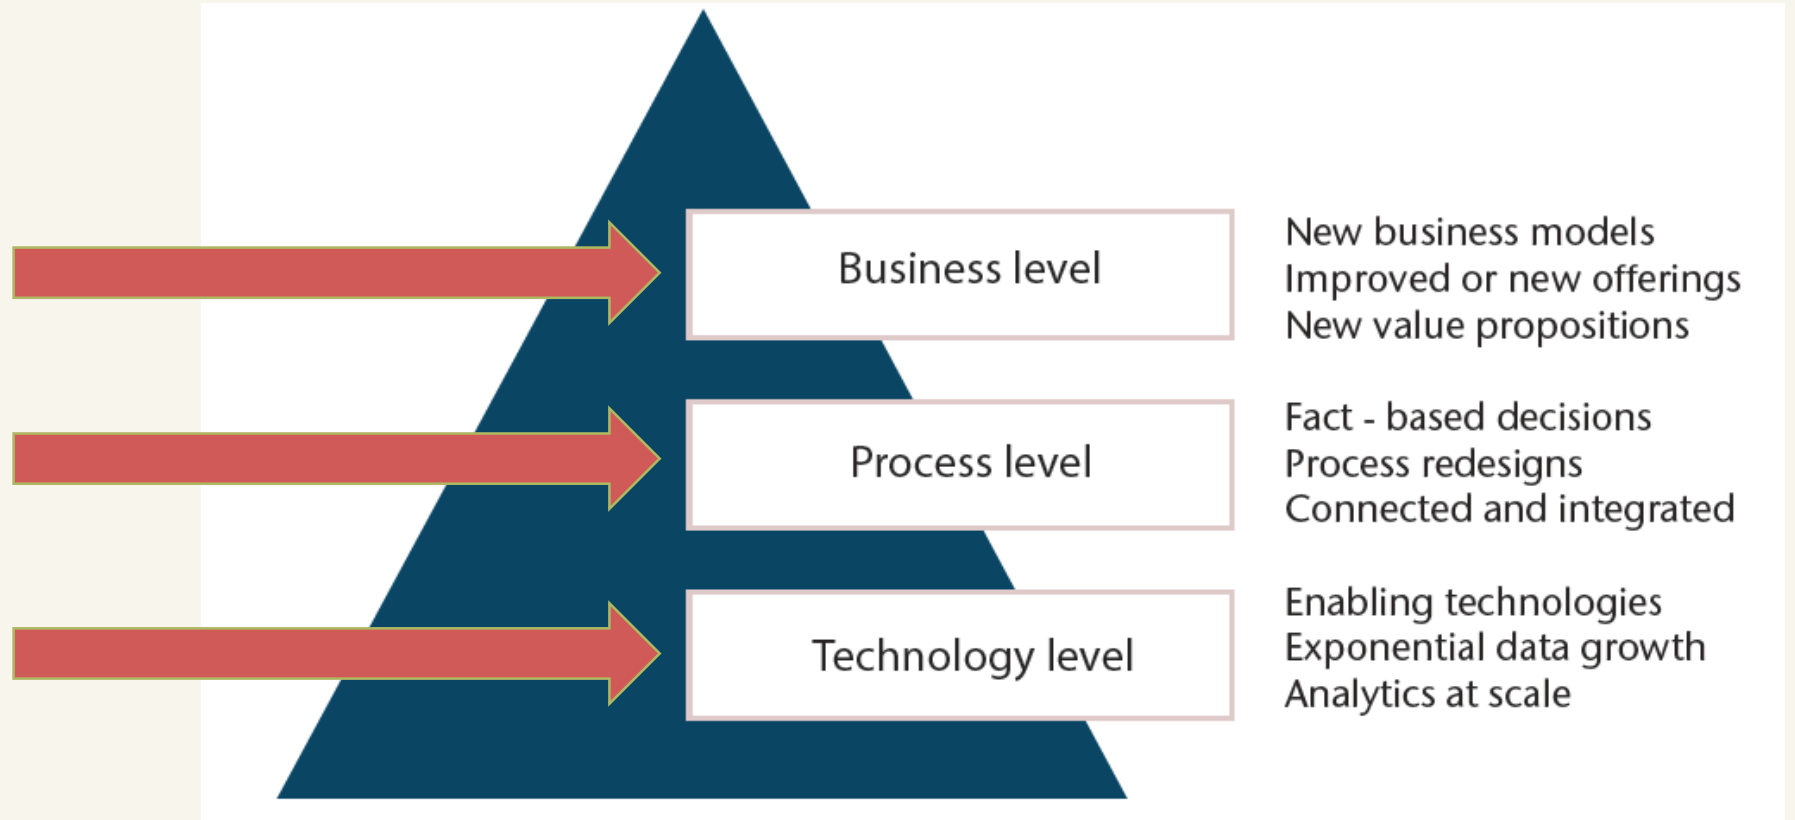 Business level
New business models
Improved or new offerings
New value propositions
Process level
Fact - based decisions
Process redesigns
Connected and integrated
Technology level
Enabling technologies
Exponential data growth
Analytics at scale